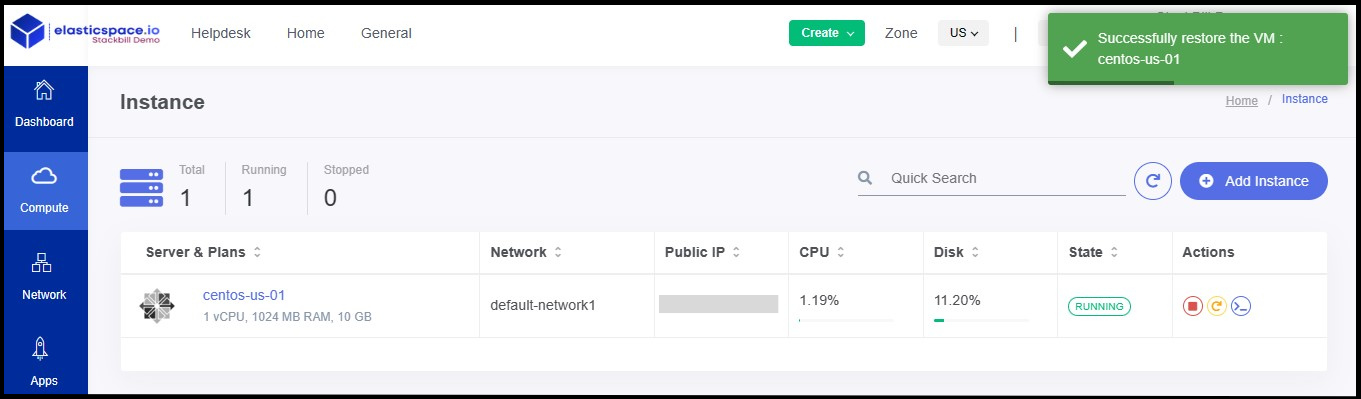 elasticspace.io
Stackbill Demo
Helpdesk
Home
General
Create
Zone
US
|
Successfully restore the VM :
centos-us-01
Dashboard
Compute
Network
Apps
Instance
Home / Instance
Total
1
Running
1
Stopped
0
Quick Search
Add Instance
Server & Plans
Network
Public IP
CPU
Disk
State
Actions
centos-us-01
1 vCPU, 1024 MB RAM, 10 GB
default-network1
1.19%
11.20%
RUNNING